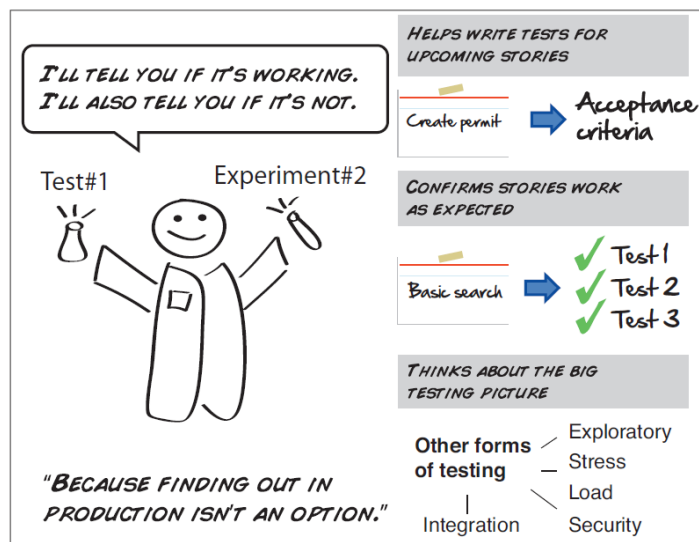 I'LL TELL YOU IF IT'S WORKING.
I'LL ALSO TELL YOU IF IT'S NOT.
Test#1
Experiment#2
"BECAUSE FINDING OUT IN
PRODUCTION ISN'T AN OPTION."
HELPS WRITE TESTS FOR
UPCOMING STORIES
Create permit
Acceptance
criteria
CONFIRMS STORIES WORK
AS EXPECTED
Basic search
Test 1
Test 2
Test 3
THINKS ABOUT THE BIG
TESTING PICTURE
Other forms
of testing
Exploratory
Stress
Load
Security
Integration